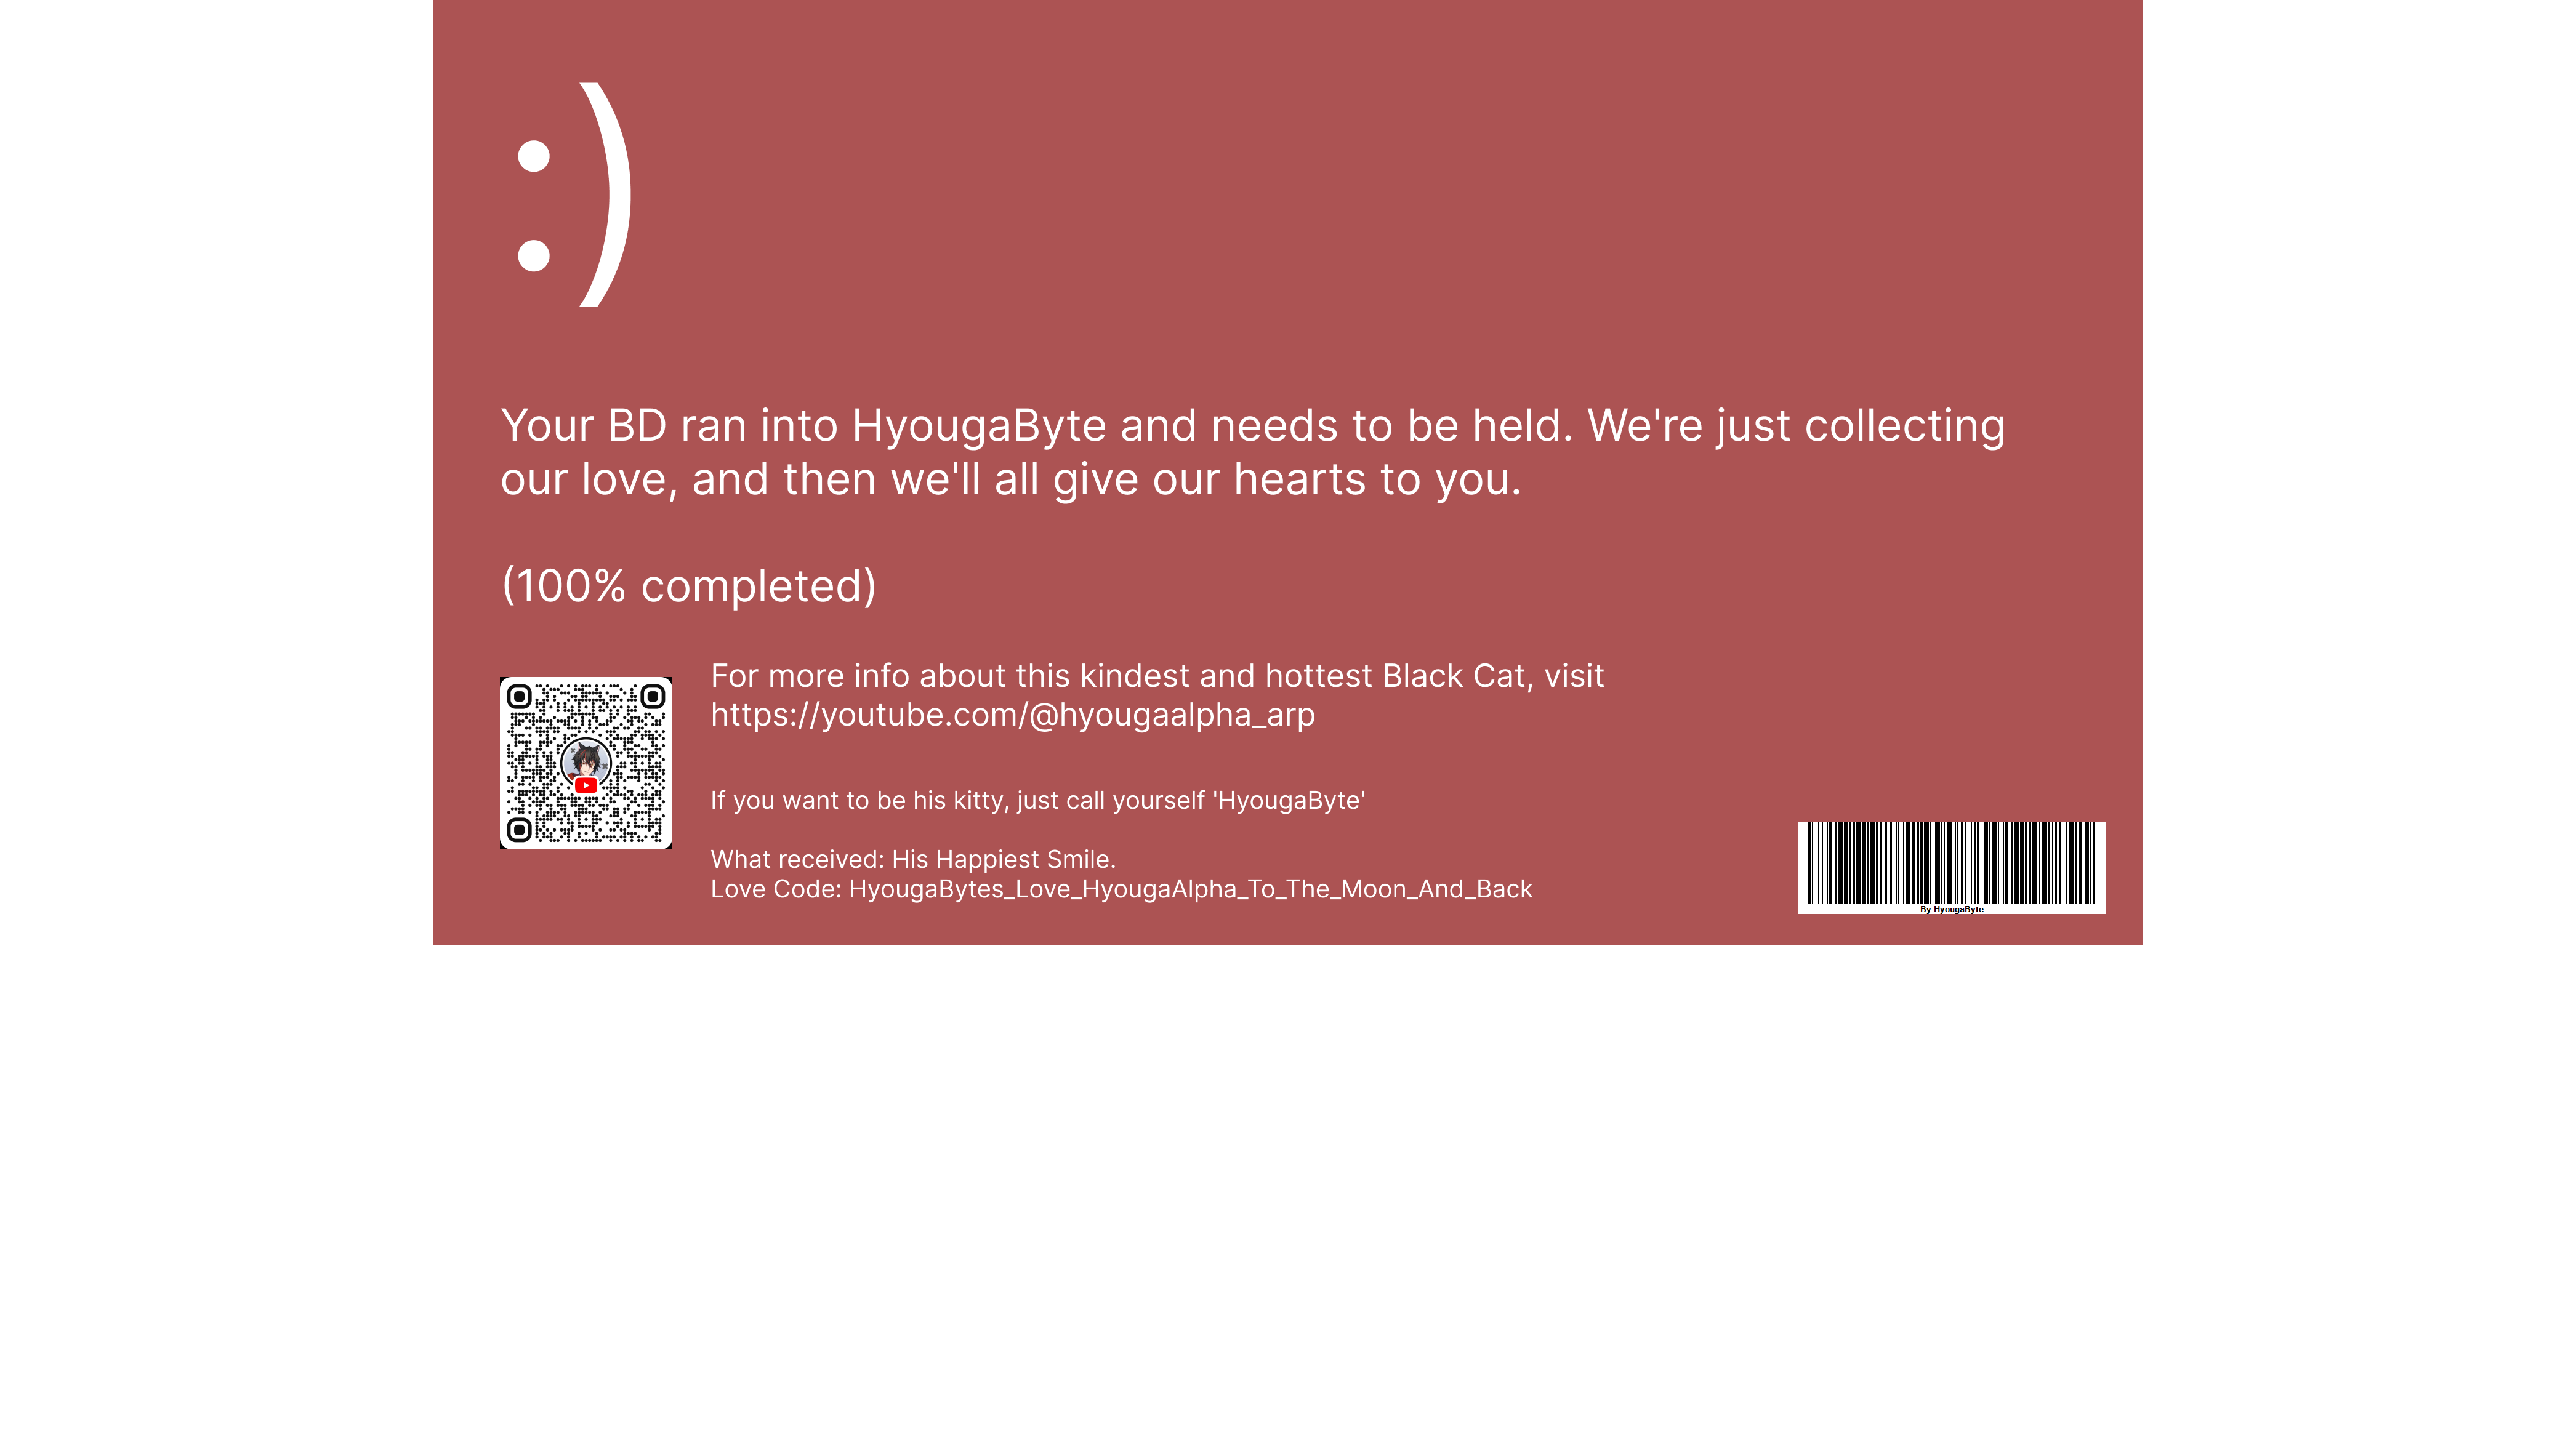 :)
Your BD ran into HyougaByte and needs to be held. We're just collecting
our love, and then we'll all give our hearts to you.
(100% completed)
For more info about this kindest and hottest Black Cat, visit
https://youtube.com/@hyougaalpha_arp
If you want to be his kitty, just call yourself 'HyougaByte'
What received: His Happiest Smile.
Love Code: HyougaBytes_Love_HyougaAlpha_To_The_Moon_And_Back
By HyougaByte